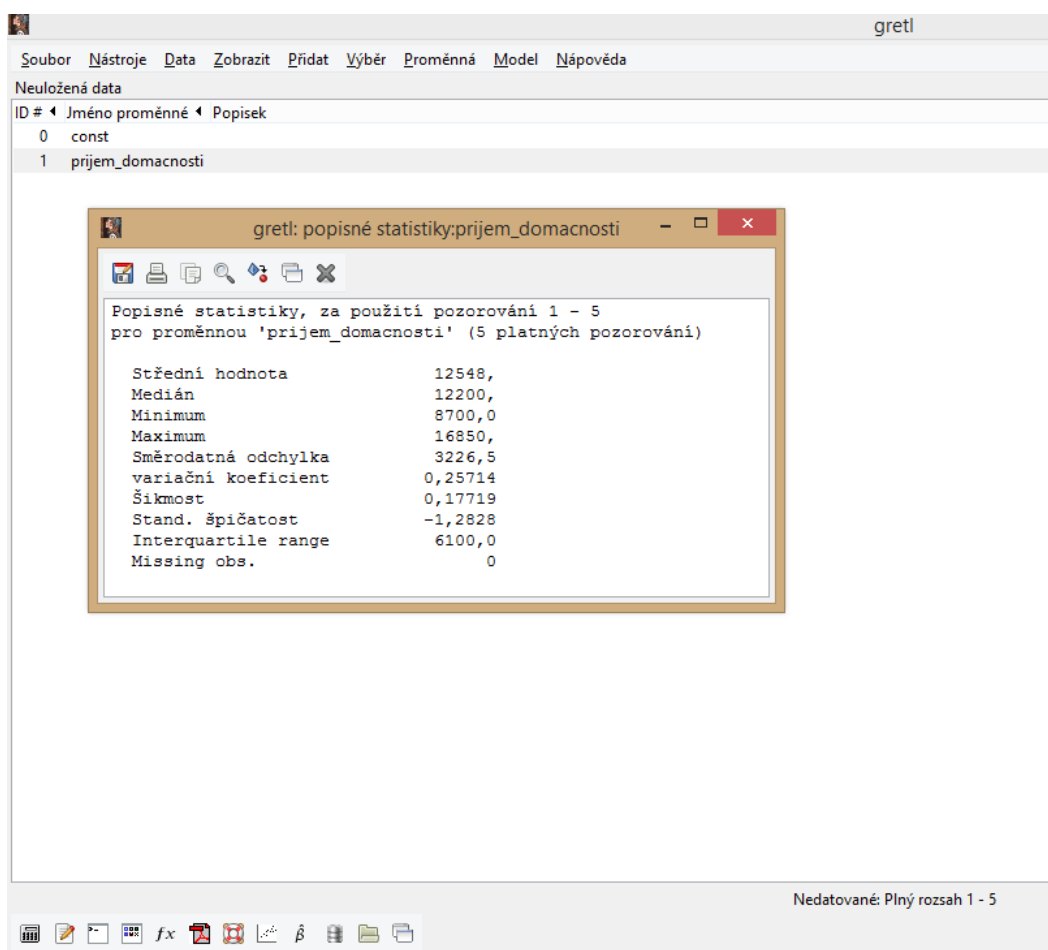 gretl
Soubor Nástroje Data Zobrazit Přidat Výběr Proměnná Model Nápověda
Neuložená data
ID # Jméno proměnné Popisek
0 const
1 prijem_domacnosti
gretl: popisné statistiky:prijem_domacnosti
Popisné statistiky, za použití pozorování 1 - 5
pro proměnnou 'prijem_domacnosti' (5 platných pozorování)
Střední hodnota 12548,
Medián 12200,
Minimum 8700,0
Maximum 16850,
Směrodatná odchylka 3226,5
variační koeficient 0,25714
Šikmost 0,17719
Stand. špičatost -1,2828
Interquartile range 6100,0
Missing obs. 0
Nedatované: Plný rozsah 1 - 5
fx β̂